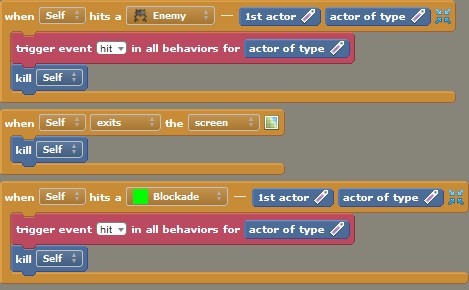 when Self hits a Enemy — 1st actor actor of type
trigger event hit in all behaviors for actor of type
kill Self
when Self exits the screen
kill Self
when Self hits a Blockade — 1st actor actor of type
trigger event hit in all behaviors for actor of type
kill Self